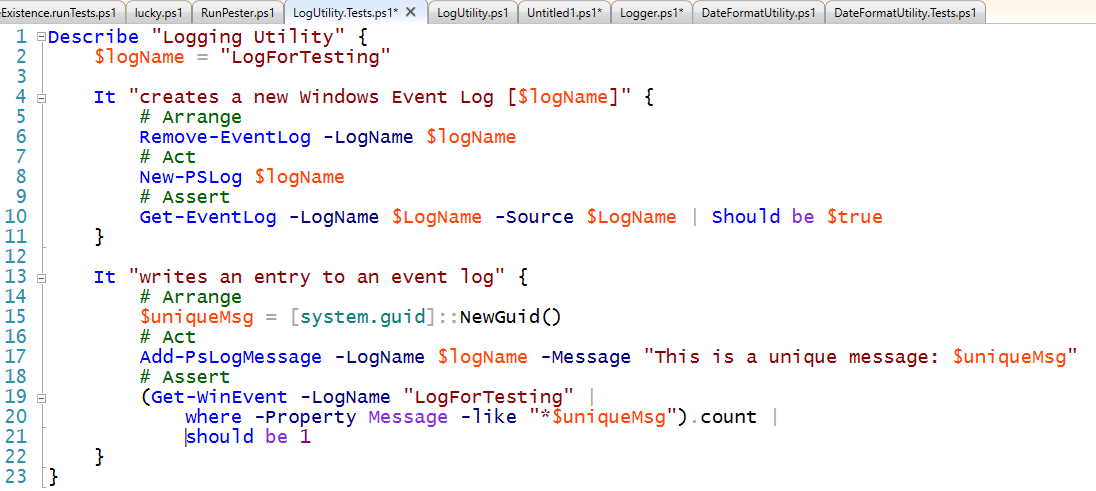 eExistence.runTests.ps1 lucky.ps1 RunPester.ps1 LogUtility.Tests.ps1* X LogUtility.ps1 Untitled1.ps1* Logger.ps1* DateFormatUtility.ps1 DateFormatUtility.Tests.ps1
1 Describe "Logging Utility" {
2 $logName = "LogForTesting"
3
4 It "creates a new Windows Event Log [$logName]" {
5 # Arrange
6 Remove-EventLog -LogName $logName
7 # Act
8 New-PSLog $logName
9 # Assert
10 Get-EventLog -LogName $LogName -Source $LogName | Should be $true
11 }
12
13 It "writes an entry to an event log" {
14 # Arrange
15 $uniqueMsg = [system.guid]::NewGuid()
16 # Act
17 Add-PsLogMessage -LogName $logName -Message "This is a unique message: $uniqueMsg"
18 # Assert
19 (Get-WinEvent -LogName "LogForTesting" |
20 where -Property Message -like "*$uniqueMsg").count |
21 should be 1
22 }
23 }